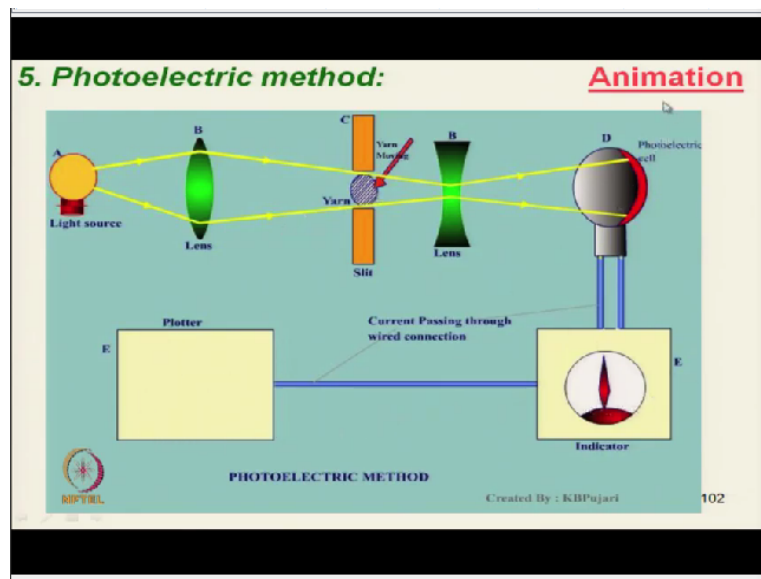 5. Photoelectric method:
Animation
A
B
C
Yarn
Moving
B
D
Photoelectric
cell
Light source
Lens
Yarn
Slit
Lens
Plotter
E
Current Passing through
wired connection
E
Indicator
PHOTOELECTRIC METHOD
NPTEL
Created By : KBPujari
102